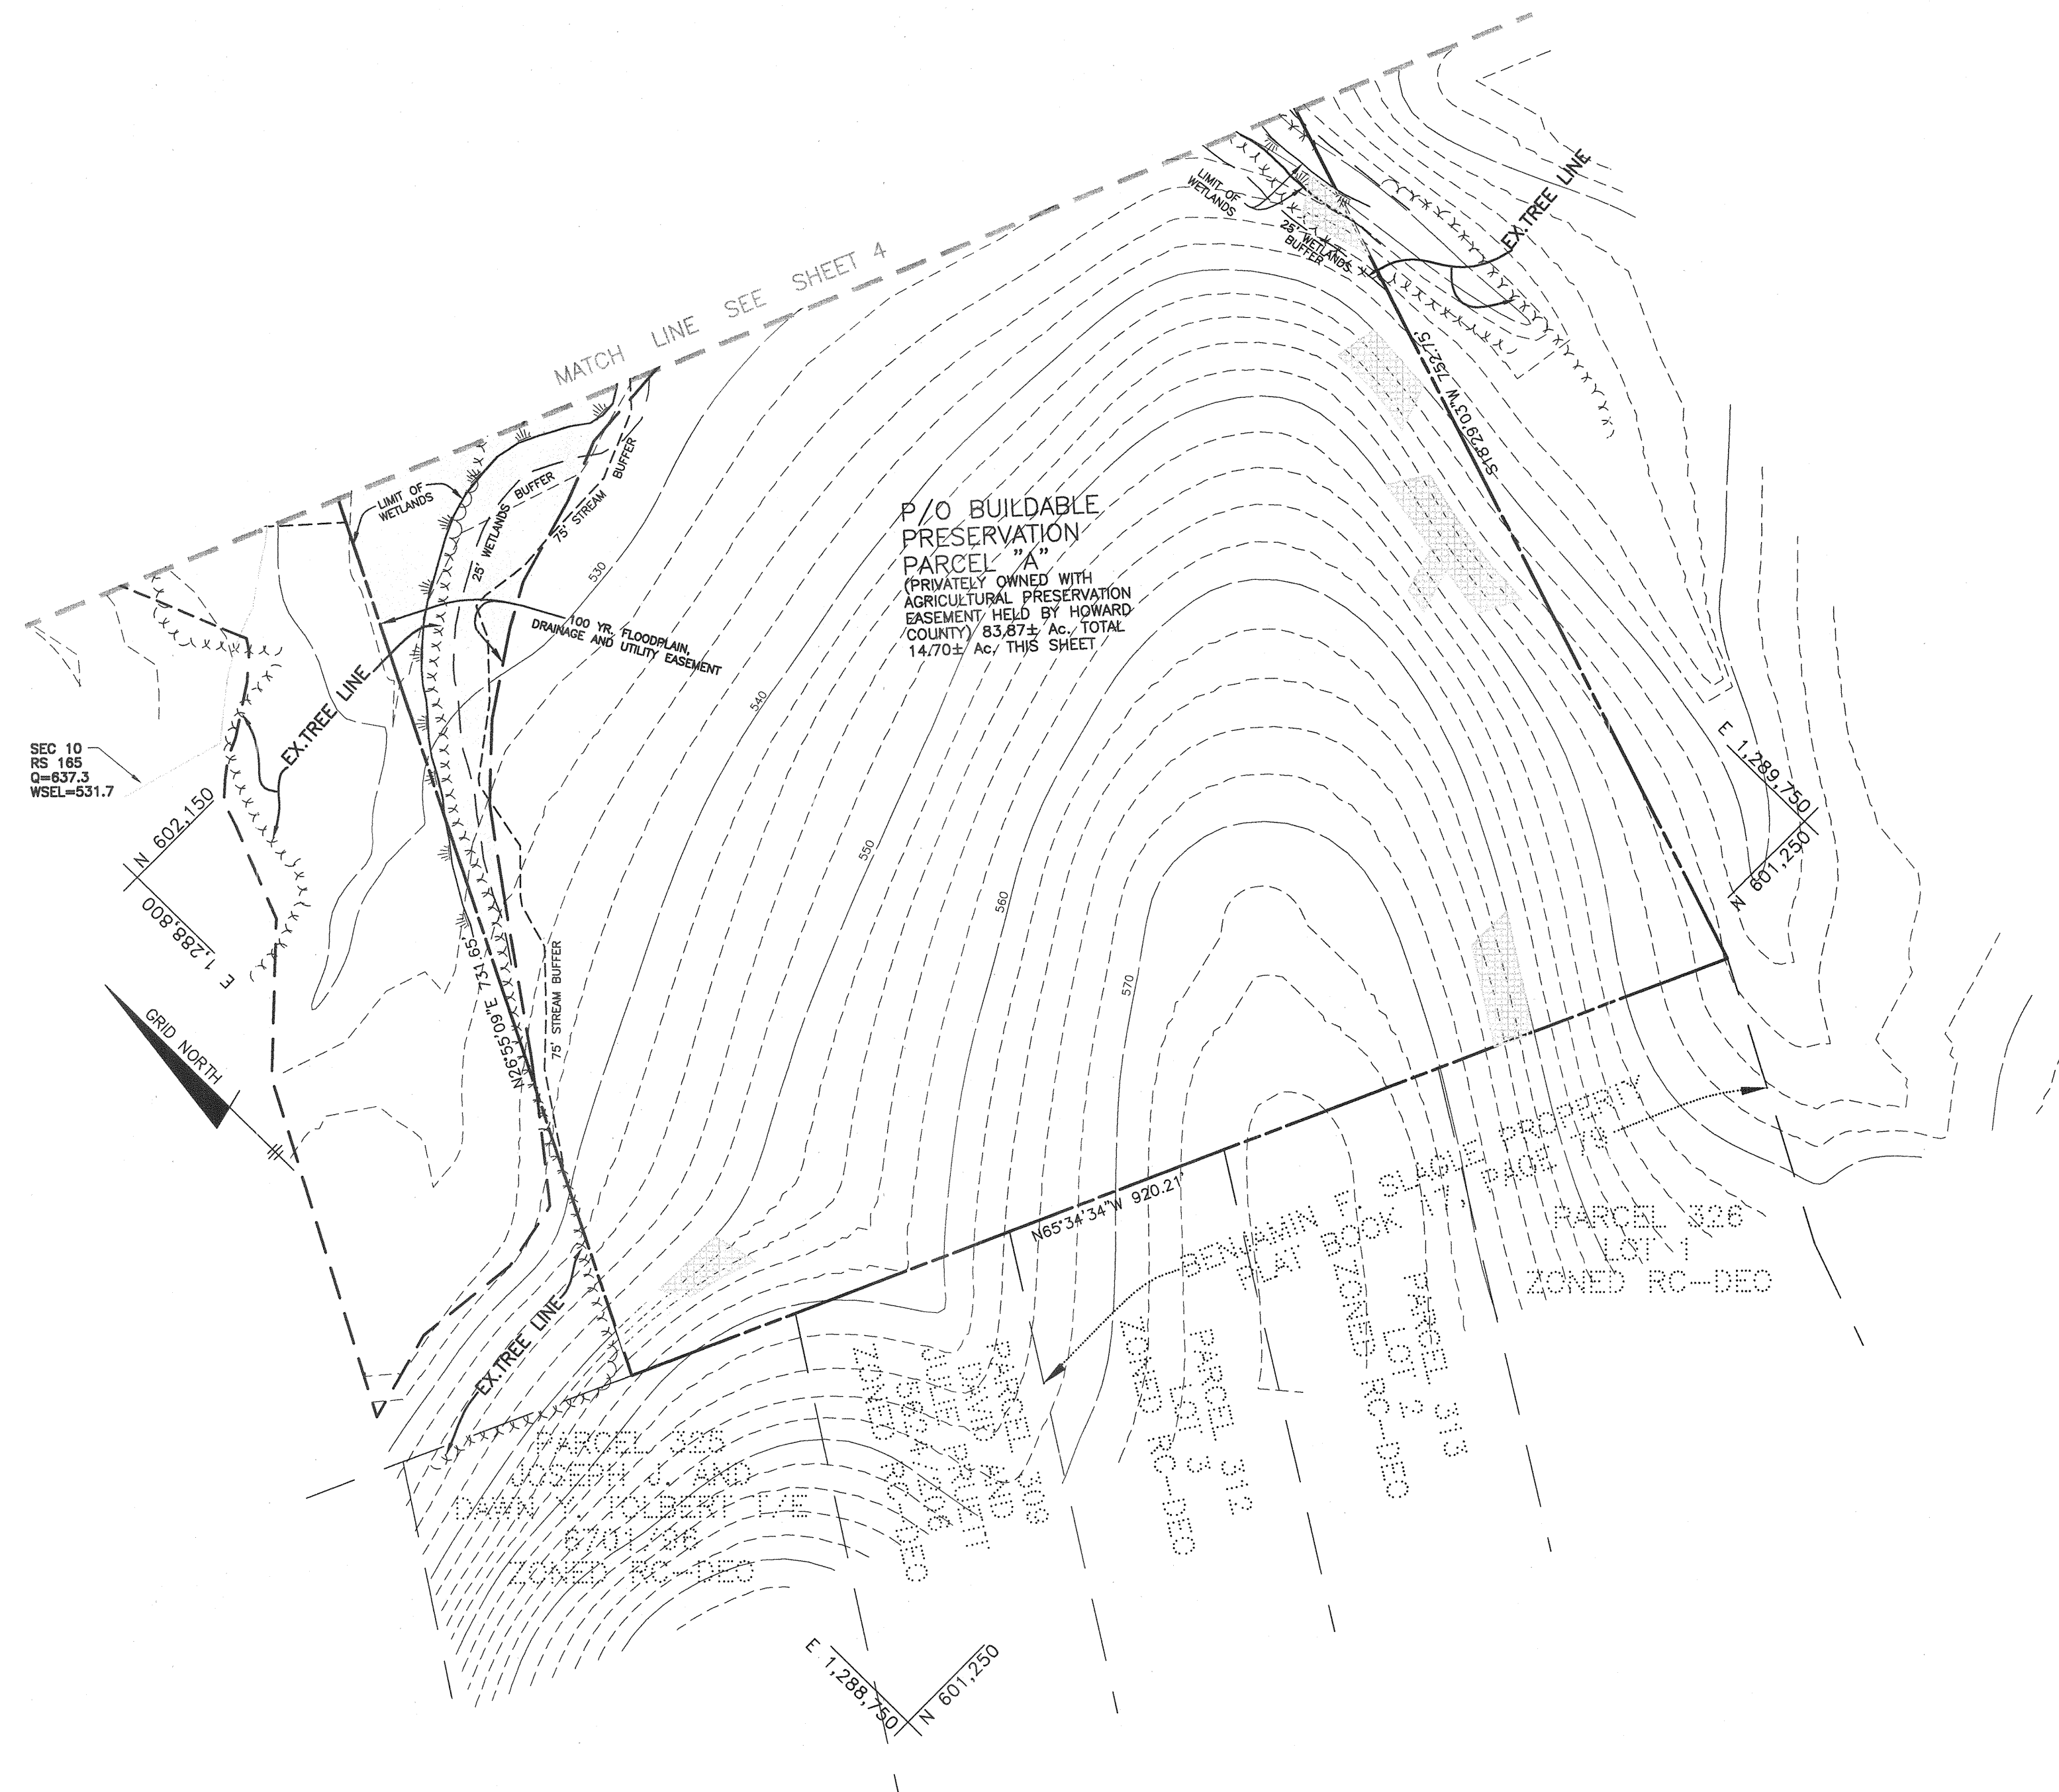 MATCH LINE SEE SHEET 4
LIMIT OF
WETLANDS
25' WETLANDS
BUFFER
EX.TREE LINE
S18°29'03"W 752.75'
LIMIT OF
WETLANDS
25' WETLANDS BUFFER
75' STREAM BUFFER
530
100 YR. FLOODPLAIN,
DRAINAGE AND UTILITY EASEMENT
P/O BUILDABLE
PRESERVATION
PARCEL "A"
(PRIVATELY OWNED WITH
AGRICULTURAL PRESERVATION
EASEMENT HELD BY HOWARD
COUNTY) 83.87± Ac. TOTAL
14.70± Ac. THIS SHEET
EX.TREE LINE
540
SEC 10
RS 165
Q=637.3
WSEL=531.7
N 602,150
E 1,288,800
E 1,289,750
N 601,250
550
560
570
N26°55'09"E 731.65'
75' STREAM BUFFER
GRID NORTH
N65°34'34"W 920.21'
BENJAMIN F. SLAGLE PROPERTY
PLAT BOOK 17, PAGE 79
PARCEL 326
LOT 1
ZONED RC-DEO
EX.TREE LINE
PARCEL 313
LOT 2
ZONED RC-DEO
PARCEL 312
LOT 3
ZONED RC-DEO
PARCEL 309
ZONED RC-DEO
PARCEL 325
JOSEPH J. AND
DAWN Y. TOLBERT T/E
ZONED RC-DEO
E 1,288,750
N 601,250